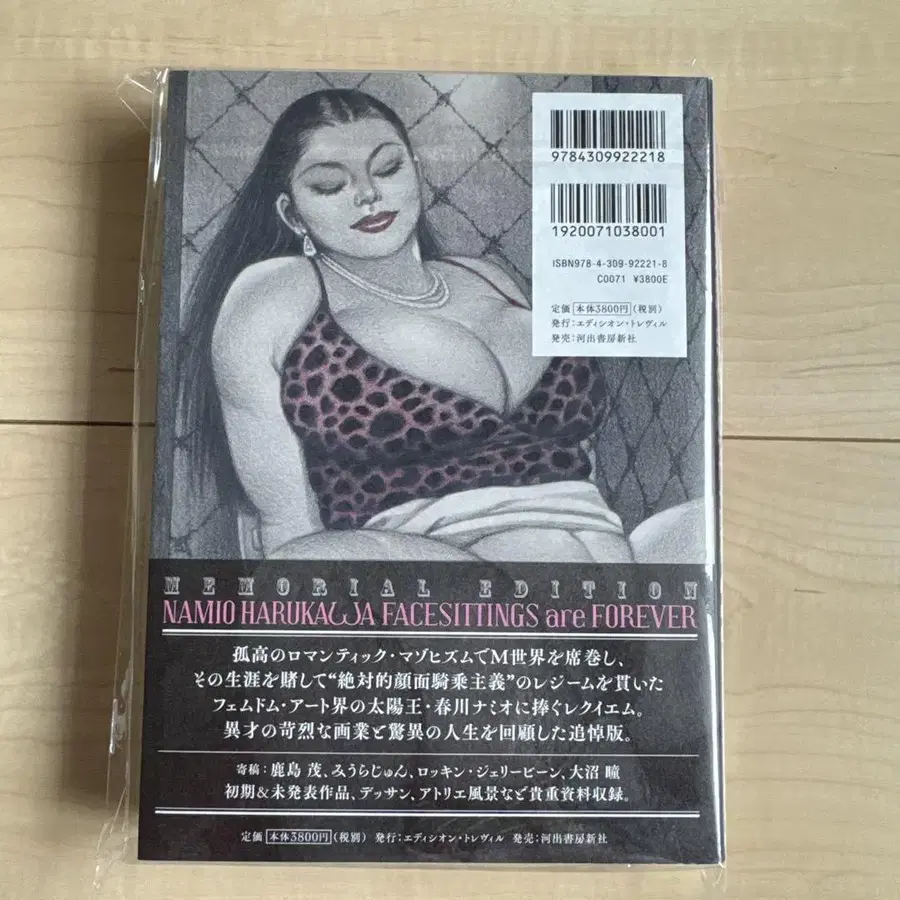 9784309922218
1920071038001
ISBN978-4-309-92221-8
C0071 ¥3800E
定価 本体3800円(税別)
発行:エディシオン・トレヴィル
発売:河出書房新社
MEMORIAL EDITION
NAMIO HARUKAWA FACESITTINGS are FOREVER
孤高のロマンティック・マゾヒズムでM世界を席巻し、
その生涯を賭して“絶対的顔面騎乗主義”のレジームを貫いた
フェムドム・アート界の太陽王・春川ナミオに捧ぐレクイエム。
異才の苛烈な画業と驚異の人生を回顧した追悼版。
寄稿:鹿島 茂、みうらじゅん、ロッキン・ジェリービーン、大沼 瞳
初期&未発表作品、デッサン、アトリエ風景など貴重資料収録。
定価 本体3800円(税別) 発行:エディシオン・トレヴィル 発売:河出書房新社